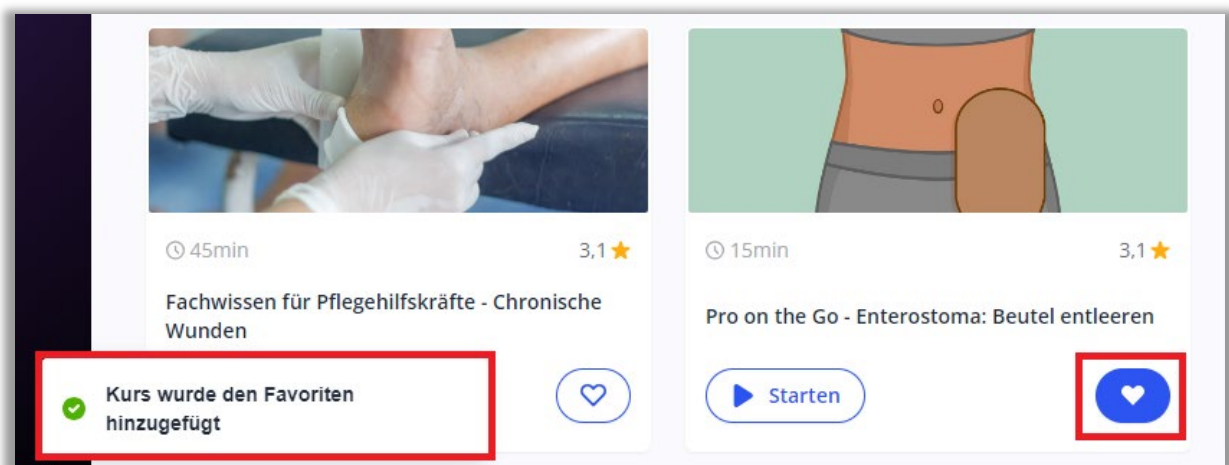 45min
3,1
Fachwissen für Pflegehilfskräfte - Chronische
Wunden
15min
3,1
Pro on the Go - Enterostoma: Beutel entleeren
Kurs wurde den Favoriten
hinzugefügt
Starten